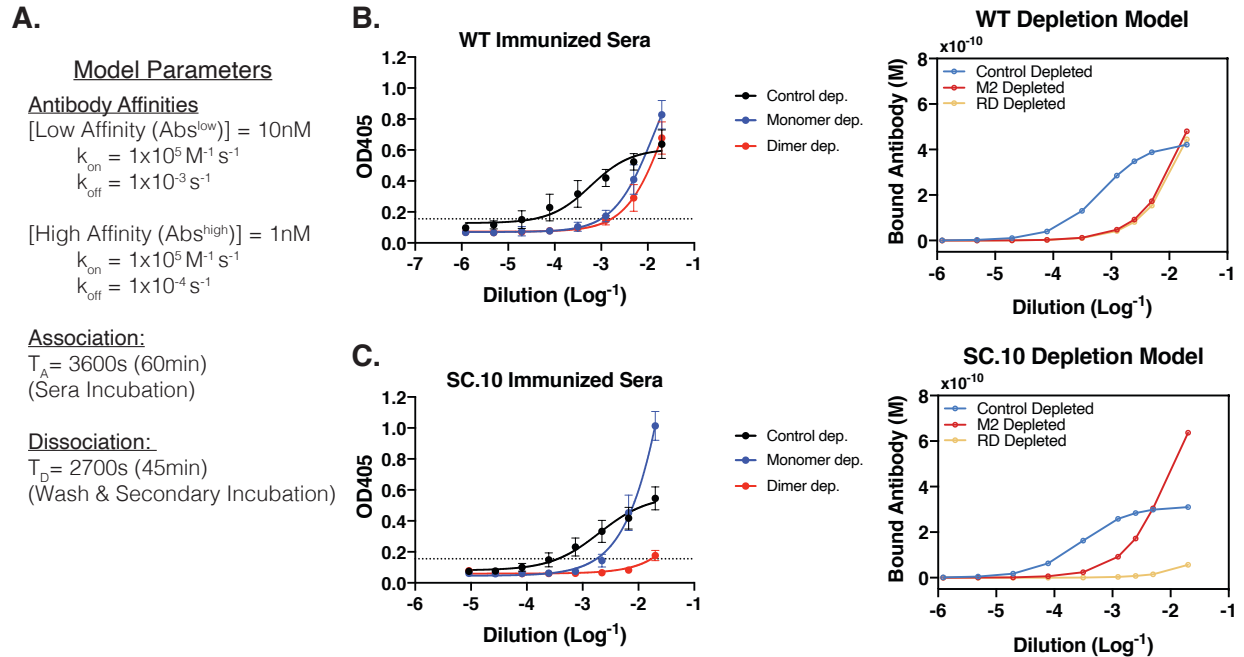 A.
Model Parameters
Antibody Affinities
[Low Affinity (Abs^low)] = 10nM
k_on = 1x10^5 M^-1 s^-1
k_off = 1x10^-3 s^-1
[High Affinity (Abs^high)] = 1nM
k_on = 1x10^5 M^-1 s^-1
k_off = 1x10^-4 s^-1
Association:
T_A= 3600s (60min)
(Sera Incubation)
Dissociation:
T_D= 2700s (45min)
(Wash & Secondary Incubation)
B.
WT Immunized Sera
OD405
1.2
1.0
0.8
0.6
0.4
0.2
0.0
-7 -6 -5 -4 -3 -2 -1
Dilution (Log^-1)
Control dep.
Monomer dep.
Dimer dep.
WT Depletion Model
x10^-10
Bound Antibody (M)
8
6
4
2
0
-6 -5 -4 -3 -2 -1
Dilution (Log^-1)
Control Depleted
M2 Depleted
RD Depleted
C.
SC.10 Immunized Sera
OD405
1.2
1.0
0.8
0.6
0.4
0.2
0.0
-6 -5 -4 -3 -2 -1
Dilution (Log^-1)
Control dep.
Monomer dep.
Dimer dep.
SC.10 Depletion Model
x10^-10
Bound Antibody (M)
8
6
4
2
0
-6 -5 -4 -3 -2 -1
Dilution (Log^-1)
Control Depleted
M2 Depleted
RD Depleted